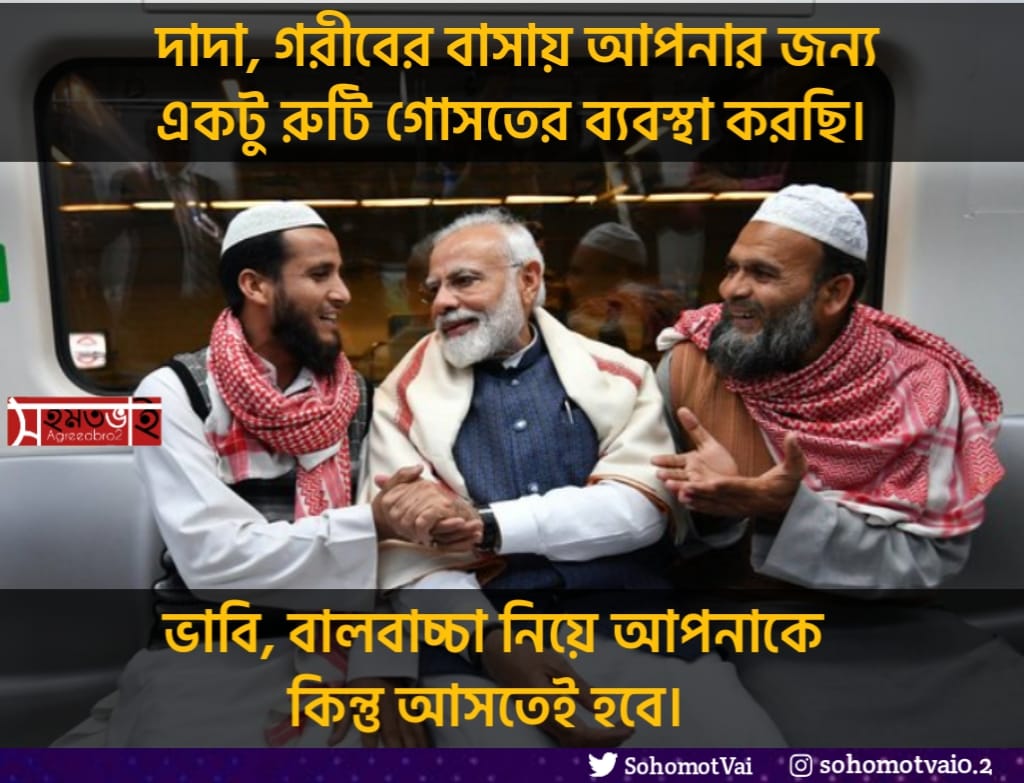 দাদা, গরীবের বাসায় আপনার জন্য
একটু রুটি গোসতের ব্যবস্থা করছি।
সহমতভাই
Agreeabro2
ভাবি, বালবাচ্চা নিয়ে আপনাকে
কিন্তু আসতেই হবে।
SohomotVai sohomotvai0.2